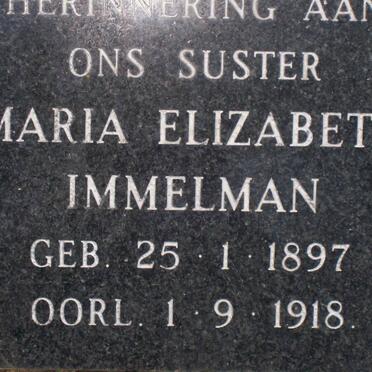 HERINNERING AAN
ONS SUSTER
MARIA ELIZABET
IMMELMAN
GEB. 25 · 1 · 1897
OORL. 1 · 9 · 1918.